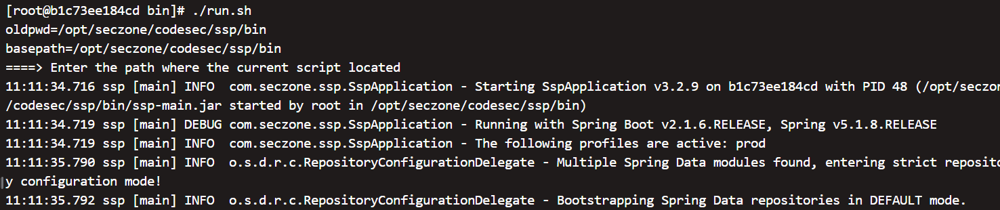 [root@b1c73ee184cd bin]# ./run.sh
oldpwd=/opt/seczone/codesec/ssp/bin
basepath=/opt/seczone/codesec/ssp/bin
====> Enter the path where the current script located
11:11:34.716 ssp [main] INFO  com.seczone.ssp.SspApplication - Starting SspApplication v3.2.9 on b1c73ee184cd with PID 48 (/opt/seczon
/codesec/ssp/bin/ssp-main.jar started by root in /opt/seczone/codesec/ssp/bin)
11:11:34.719 ssp [main] DEBUG com.seczone.ssp.SspApplication - Running with Spring Boot v2.1.6.RELEASE, Spring v5.1.8.RELEASE
11:11:34.719 ssp [main] INFO  com.seczone.ssp.SspApplication - The following profiles are active: prod
11:11:35.790 ssp [main] INFO  o.s.d.r.c.RepositoryConfigurationDelegate - Multiple Spring Data modules found, entering strict reposito
y configuration mode!
11:11:35.792 ssp [main] INFO  o.s.d.r.c.RepositoryConfigurationDelegate - Bootstrapping Spring Data repositories in DEFAULT mode.